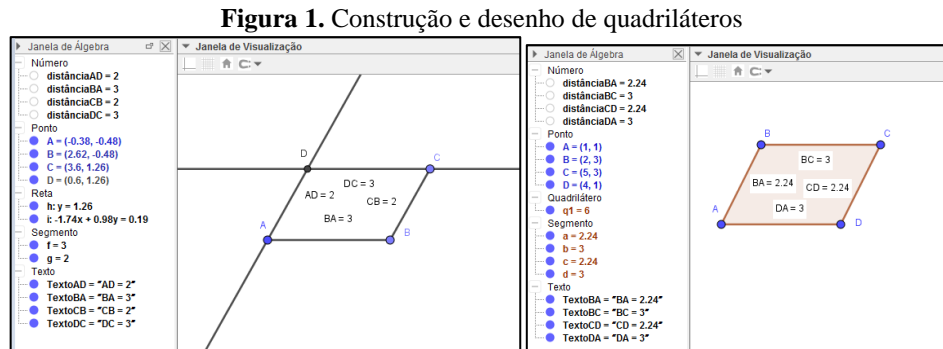 Figura 1. Construção e desenho de quadriláteros
Janela de Álgebra
Número
distânciaAD = 2
distânciaBA = 3
distânciaCB = 2
distânciaDC = 3
Ponto
A = (-0.38, -0.48)
B = (2.62, -0.48)
C = (3.6, 1.26)
D = (0.6, 1.26)
Reta
h: y = 1.26
i: -1.74x + 0.98y = 0.19
Segmento
f = 3
g = 2
Texto
TextoAD = "AD = 2"
TextoBA = "BA = 3"
TextoCB = "CB = 2"
TextoDC = "DC = 3"
Janela de Visualização
D
C
DC = 3
AD = 2
CB = 2
BA = 3
A
B
Janela de Álgebra
Número
distânciaBA = 2.24
distânciaBC = 3
distânciaCD = 2.24
distânciaDA = 3
Ponto
A = (1, 1)
B = (2, 3)
C = (5, 3)
D = (4, 1)
Quadrilátero
q1 = 6
Segmento
a = 2.24
b = 3
c = 2.24
d = 3
Texto
TextoBA = "BA = 2.24"
TextoBC = "BC = 3"
TextoCD = "CD = 2.24"
TextoDA = "DA = 3"
Janela de Visualização
B
C
BC = 3
BA = 2.24
CD = 2.24
DA = 3
A
D